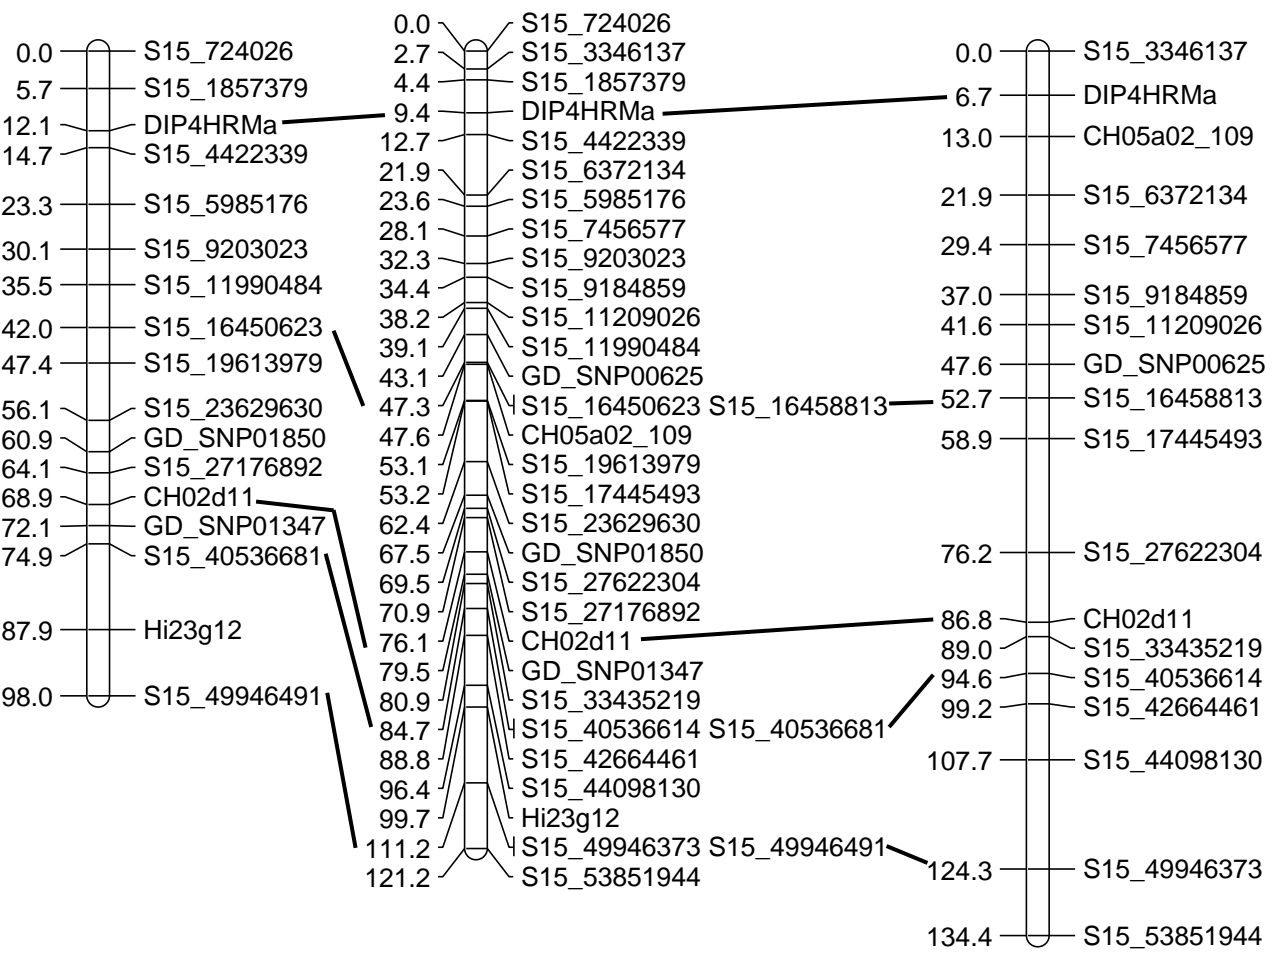 0.0 S15_724026
5.7 S15_1857379
12.1 DIP4HRMa
14.7 S15_4422339
23.3 S15_5985176
30.1 S15_9203023
35.5 S15_11990484
42.0 S15_16450623
47.4 S15_19613979
56.1 S15_23629630
60.9 GD_SNP01850
64.1 S15_27176892
68.9 CH02d11
72.1 GD_SNP01347
74.9 S15_40536681
87.9 Hi23g12
98.0 S15_49946491
0.0 S15_724026
2.7 S15_3346137
4.4 S15_1857379
9.4 DIP4HRMa
12.7 S15_4422339
21.9 S15_6372134
23.6 S15_5985176
28.1 S15_7456577
32.3 S15_9203023
34.4 S15_9184859
38.2 S15_11209026
39.1 S15_11990484
43.1 GD_SNP00625
47.3 S15_16450623 S15_16458813
47.6 CH05a02_109
53.1 S15_19613979
53.2 S15_17445493
62.4 S15_23629630
67.5 GD_SNP01850
69.5 S15_27622304
70.9 S15_27176892
76.1 CH02d11
79.5 GD_SNP01347
80.9 S15_33435219
84.7 S15_40536614 S15_40536681
88.8 S15_42664461
96.4 S15_44098130
99.7 Hi23g12
111.2 S15_49946373 S15_49946491
121.2 S15_53851944
0.0 S15_3346137
6.7 DIP4HRMa
13.0 CH05a02_109
21.9 S15_6372134
29.4 S15_7456577
37.0 S15_9184859
41.6 S15_11209026
47.6 GD_SNP00625
52.7 S15_16458813
58.9 S15_17445493
76.2 S15_27622304
86.8 CH02d11
89.0 S15_33435219
94.6 S15_40536614
99.2 S15_42664461
107.7 S15_44098130
124.3 S15_49946373
134.4 S15_53851944